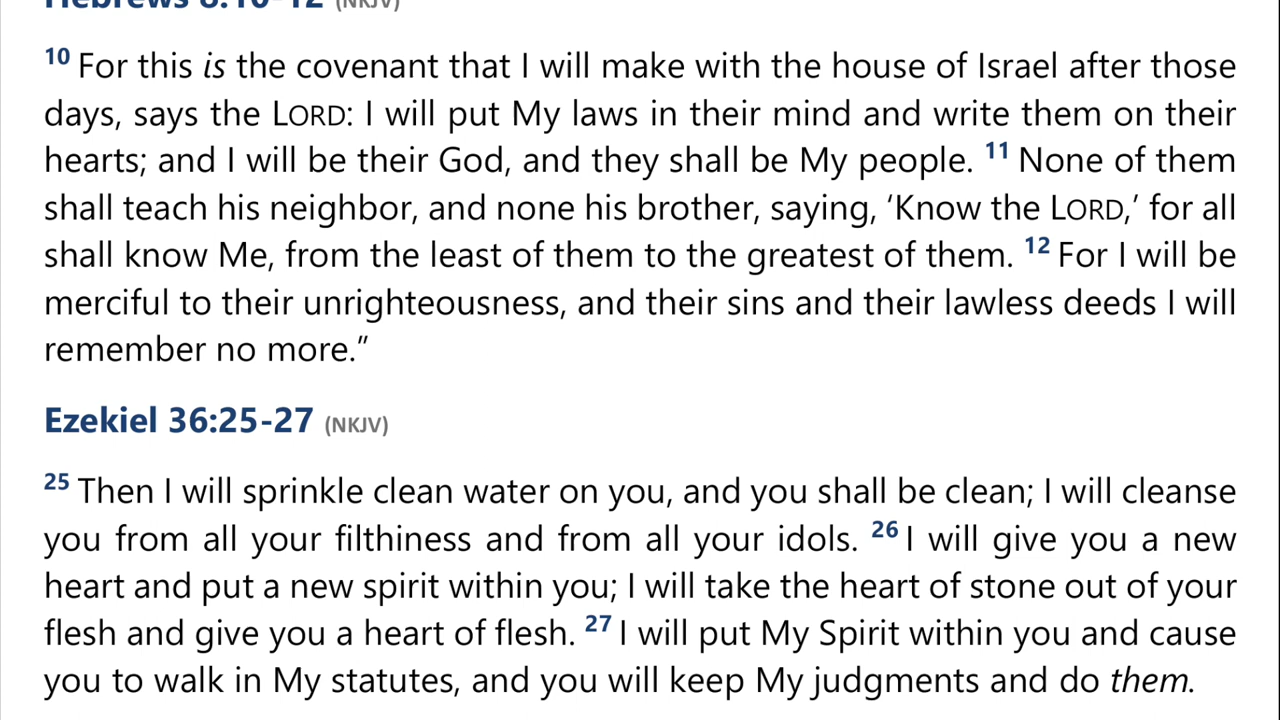 Hebrews 8:10-12 (NKJV)
10 For this is the covenant that I will make with the house of Israel after those
days, says the LORD: I will put My laws in their mind and write them on their
hearts; and I will be their God, and they shall be My people. 11 None of them
shall teach his neighbor, and none his brother, saying, ‘Know the LORD,’ for all
shall know Me, from the least of them to the greatest of them. 12 For I will be
merciful to their unrighteousness, and their sins and their lawless deeds I will
remember no more.”
Ezekiel 36:25-27 (NKJV)
25 Then I will sprinkle clean water on you, and you shall be clean; I will cleanse
you from all your filthiness and from all your idols. 26 I will give you a new
heart and put a new spirit within you; I will take the heart of stone out of your
flesh and give you a heart of flesh. 27 I will put My Spirit within you and cause
you to walk in My statutes, and you will keep My judgments and do them.